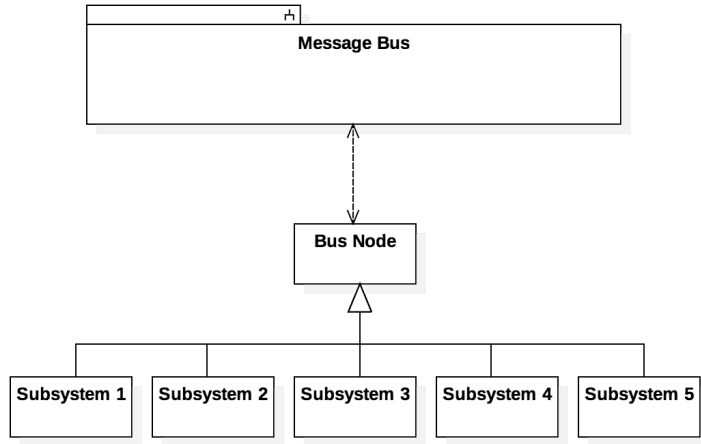 Message Bus
Bus Node
Subsystem 1
Subsystem 2
Subsystem 3
Subsystem 4
Subsystem 5